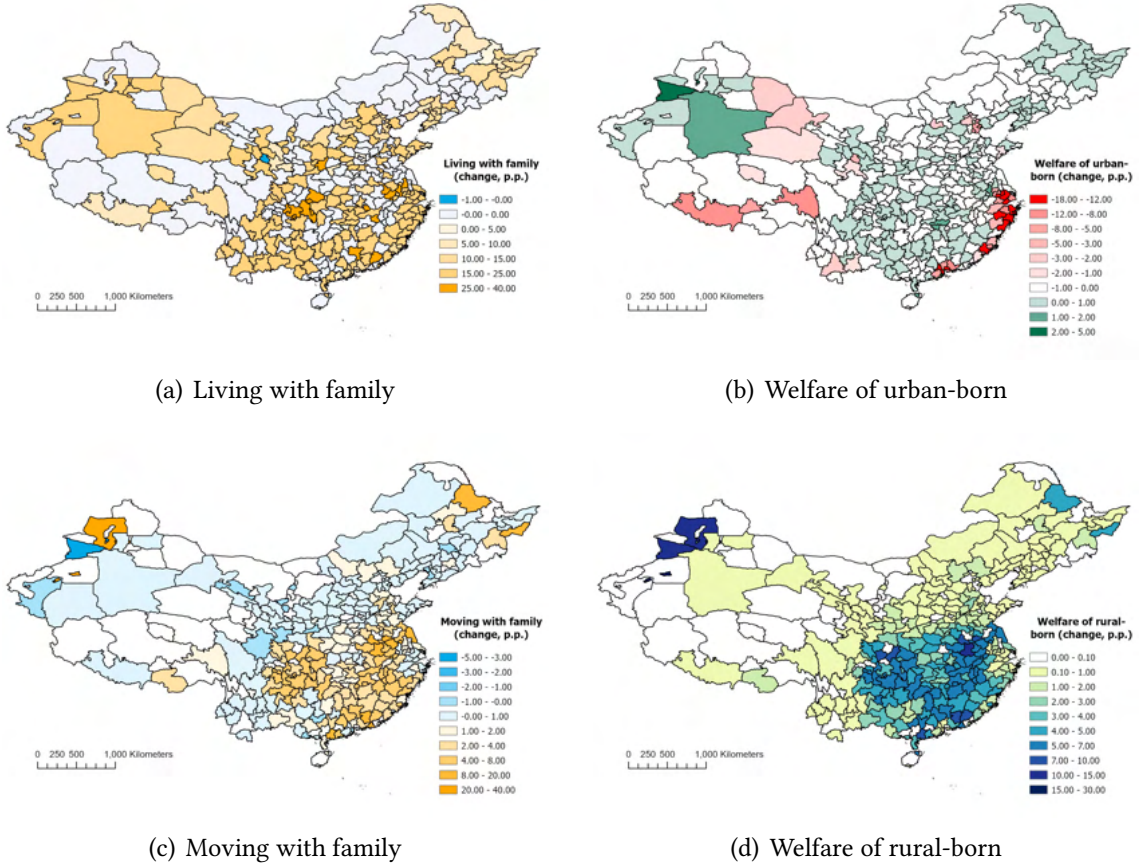 Living with family
(change, p.p.)
-1.00 - -0.00
-0.00 - 0.00
0.00 - 5.00
5.00 - 10.00
10.00 - 15.00
15.00 - 25.00
25.00 - 40.00
0 250 500 1,000 Kilometers
(a) Living with family
Welfare of urban-
born (change, p.p.)
-18.00 - -12.00
-12.00 - -8.00
-8.00 - -5.00
-5.00 - -3.00
-3.00 - -2.00
-2.00 - -1.00
-1.00 - 0.00
0.00 - 1.00
1.00 - 2.00
2.00 - 5.00
0 250 500 1,000 Kilometers
(b) Welfare of urban-born
Moving with family
(change, p.p.)
-5.00 - -3.00
-3.00 - -2.00
-2.00 - -1.00
-1.00 - -0.00
-0.00 - 1.00
1.00 - 2.00
2.00 - 4.00
4.00 - 8.00
8.00 - 20.00
20.00 - 40.00
0 250 500 1,000 Kilometers
(c) Moving with family
Welfare of rural-
born (change, p.p.)
0.00 - 0.10
0.10 - 1.00
1.00 - 2.00
2.00 - 3.00
3.00 - 4.00
4.00 - 5.00
5.00 - 7.00
7.00 - 10.00
10.00 - 15.00
15.00 - 30.00
0 250 500 1,000 Kilometers
(d) Welfare of rural-born